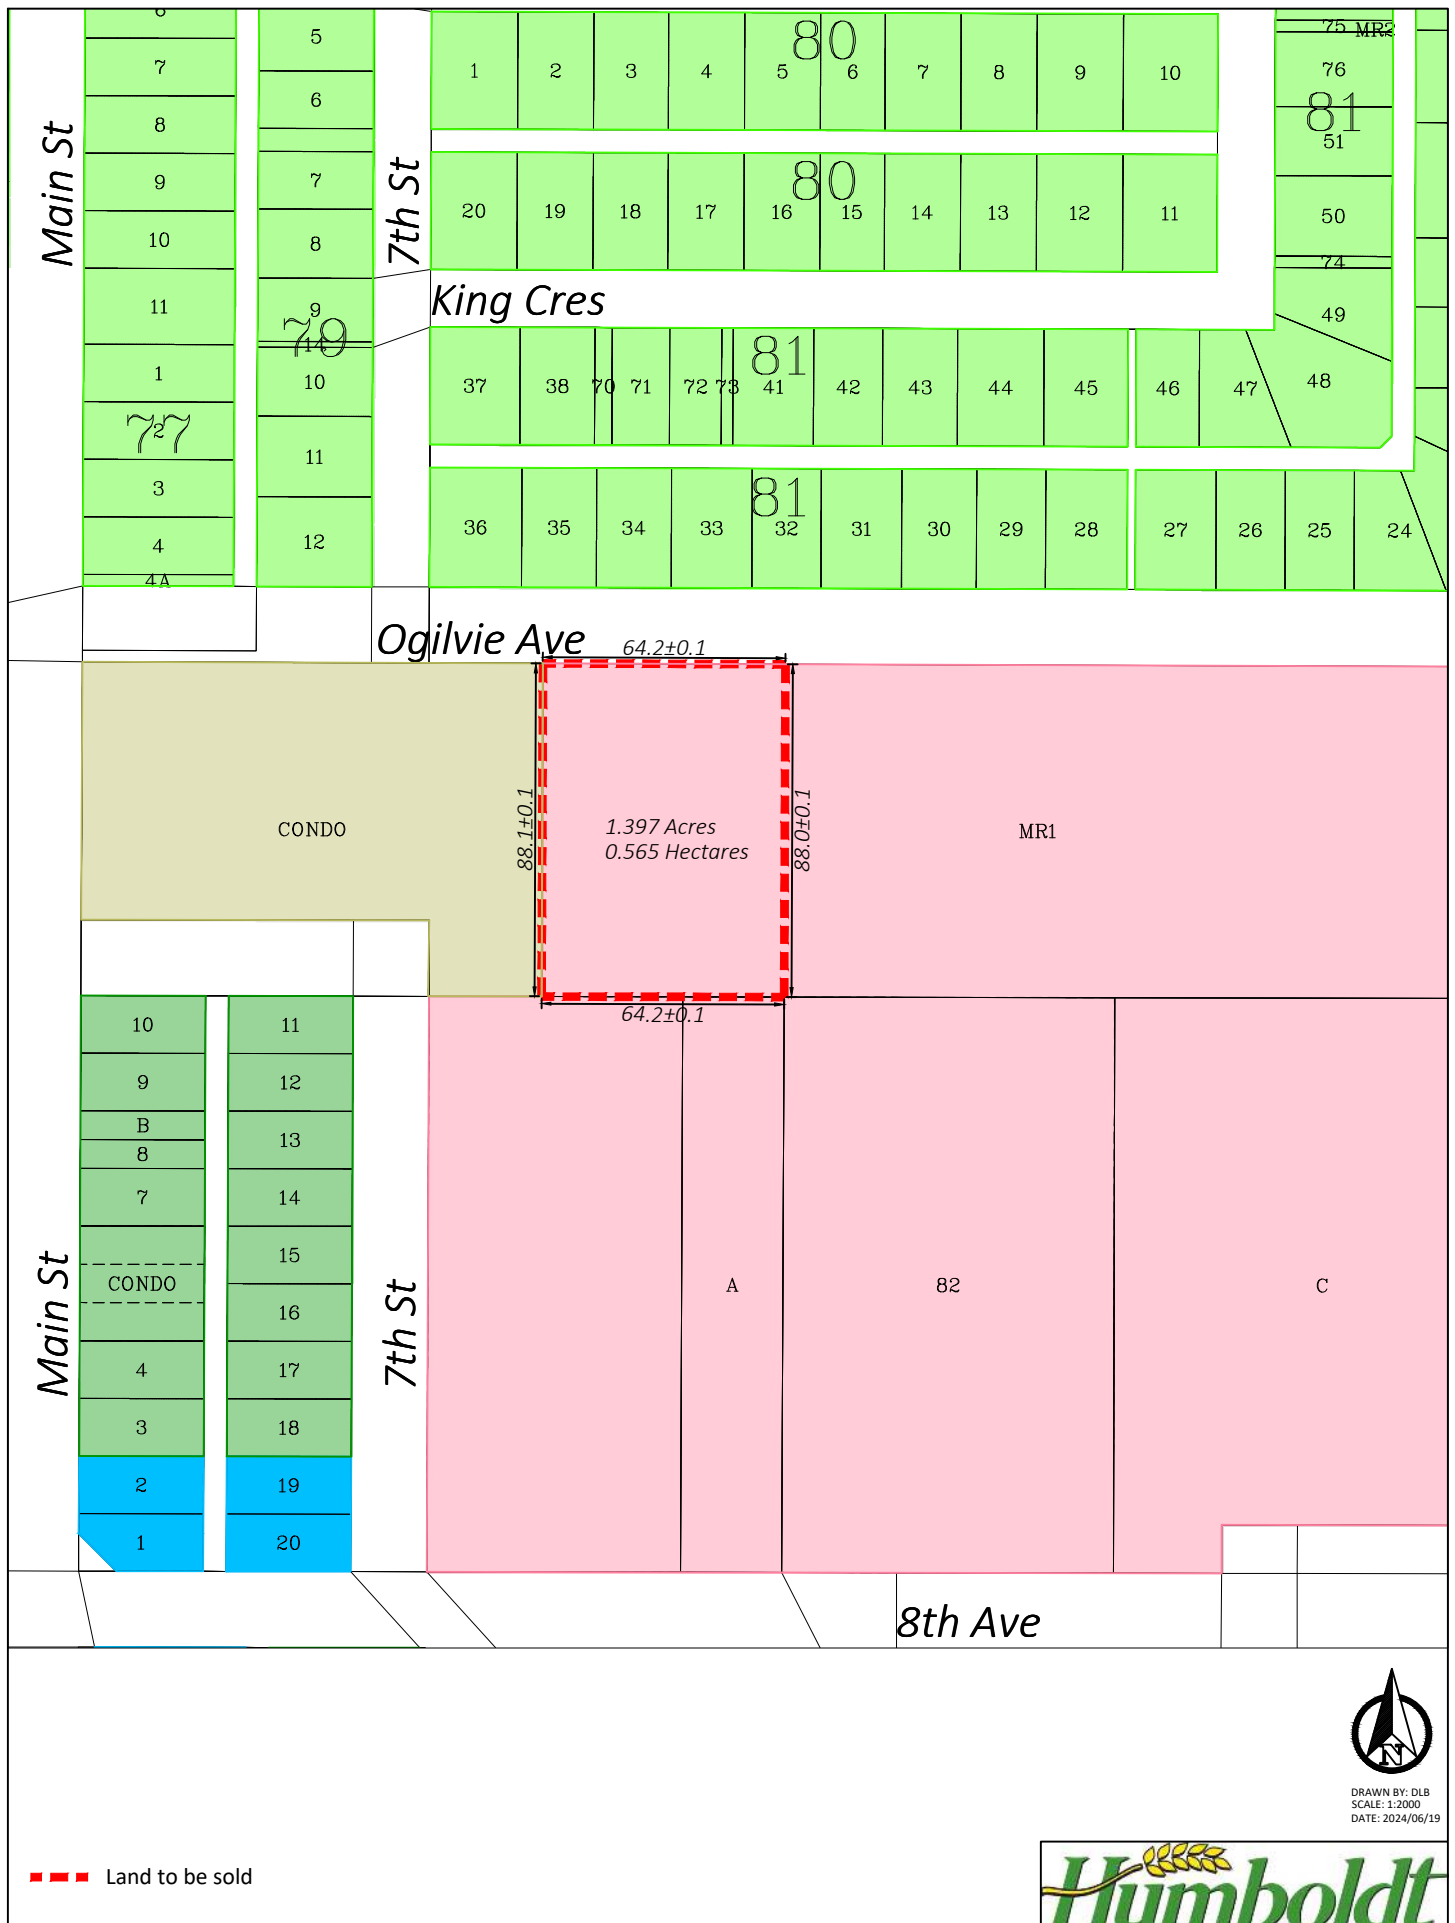 6
7
8
9
10
11
1
77
2
3
4
4A
Main St
5
6
7
8
9
79
14
10
11
12
7th St
1 2 3 4 5 80 6 7 8 9 10
20 19 18 17 16 80 15 14 13 12 11
King Cres
37 38 70 71 72 73 81 41 42 43 44 45 46 47 48
36 35 34 33 81 32 31 30 29 28 27 26 25 24
75 MR2
76
81
51
50
74
49
Ogilvie Ave
64.2±0.1
CONDO
88.1±0.1
1.397 Acres
0.565 Hectares
88.0±0.1
MR1
64.2±0.1
10
9
B
8
7
CONDO
4
3
2
1
Main St
11
12
13
14
15
16
17
18
19
20
7th St
A
82
C
8th Ave
N
DRAWN BY: DLB
SCALE: 1:2000
DATE: 2024/06/19
Land to be sold
Humboldt